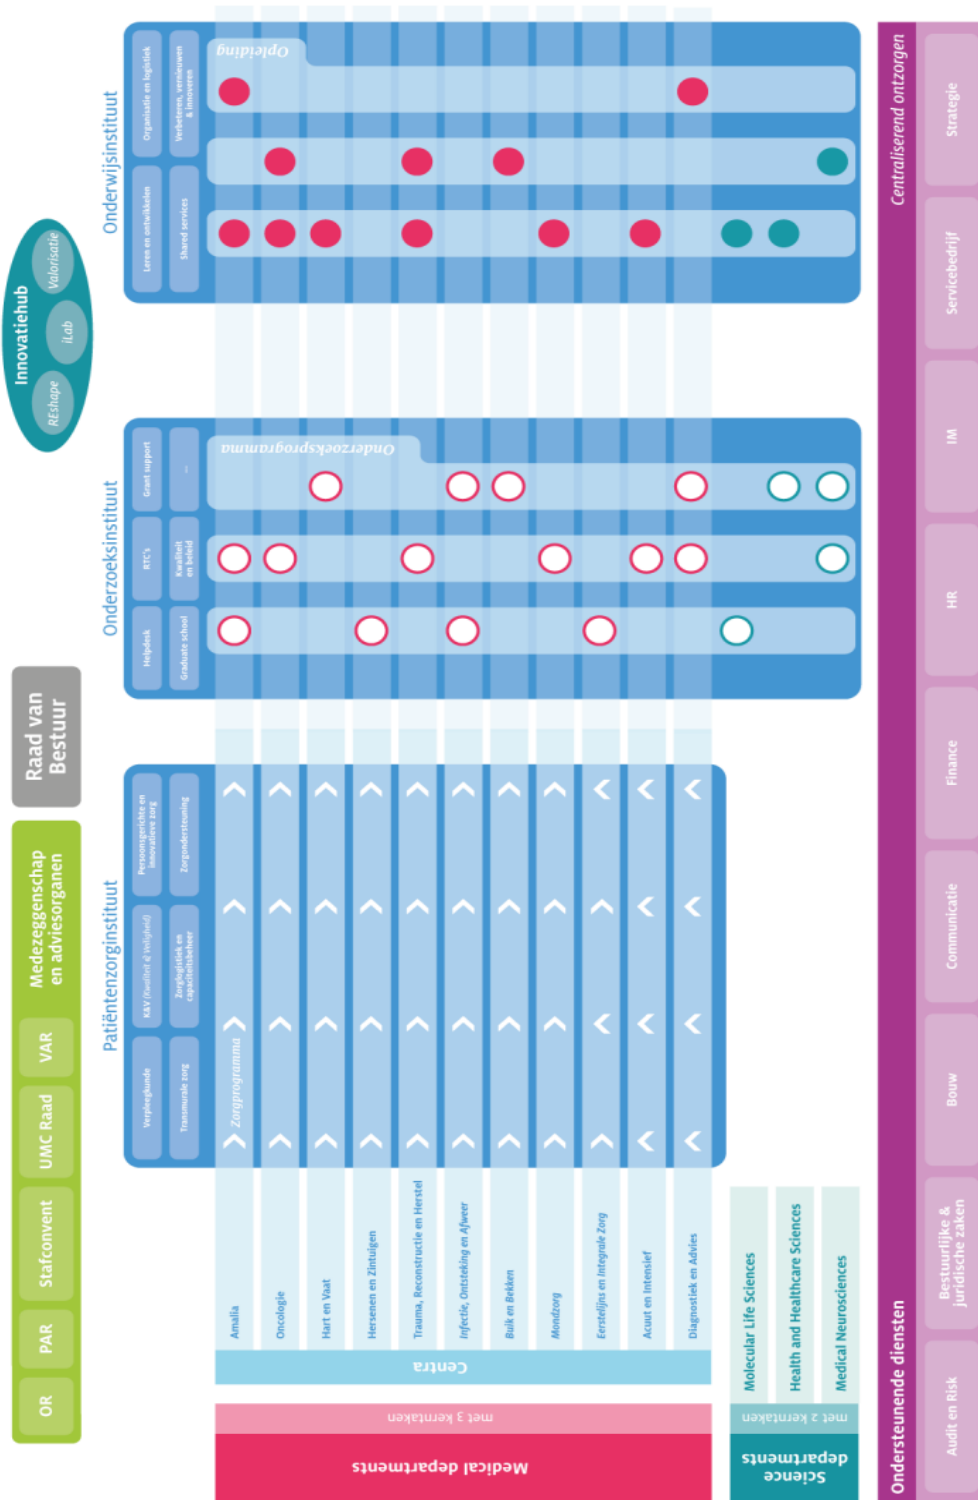 OR
PAR
Stafconvent
UMC Raad
VAR
Medezeggenschap
en adviesorganen
Raad van
Bestuur
Innovatiehub
REshape
iLab
Valorisatie
Patiëntenzorginstituut
Verpleegkunde
K&V (Kwaliteit & Veiligheid)
Persoonsgerichte en
innovatieve zorg
Transmurale zorg
Zorglogistiek en
capaciteitsbeheer
Zorgondersteuning
Zorgprogramma
Onderzoeksinstituut
Helpdesk
RTC's
Grant support
Graduate school
Kwaliteit
en beleid
...
Onderzoeksprogramma
Onderwijsinstituut
Leren en ontwikkelen
Organisatie en logistiek
Shared services
Verbeteren, vernieuwen
& innoveren
Opleiding
Medical departments
met 3 kerntaken
Centra
Amalia
Oncologie
Hart en Vaat
Hersenen en Zintuigen
Trauma, Reconstructie en Herstel
Infectie, Ontsteking en Afweer
Buik en Bekken
Mondzorg
Eerstelijns en Integrale Zorg
Acuut en Intensief
Diagnostiek en Advies
Science
departments
met 2 kerntaken
Molecular Life Sciences
Health and Healthcare Sciences
Medical Neurosciences
Ondersteunende diensten
Centraliserend ontzorgen
Audit en Risk
Bestuurlijke &
juridische zaken
Bouw
Communicatie
Finance
HR
IM
Servicebedrijf
Strategie